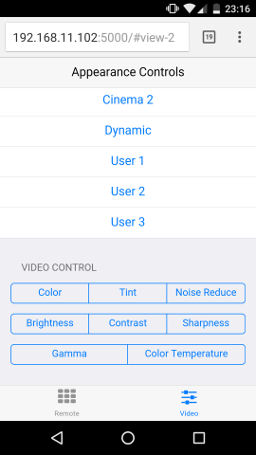 23:16
192.168.11.102:5000/#view-2
19
Appearance Controls
Cinema 2
Dynamic
User 1
User 2
User 3
VIDEO CONTROL
Color Tint Noise Reduce
Brightness Contrast Sharpness
Gamma Color Temperature
Remote Video